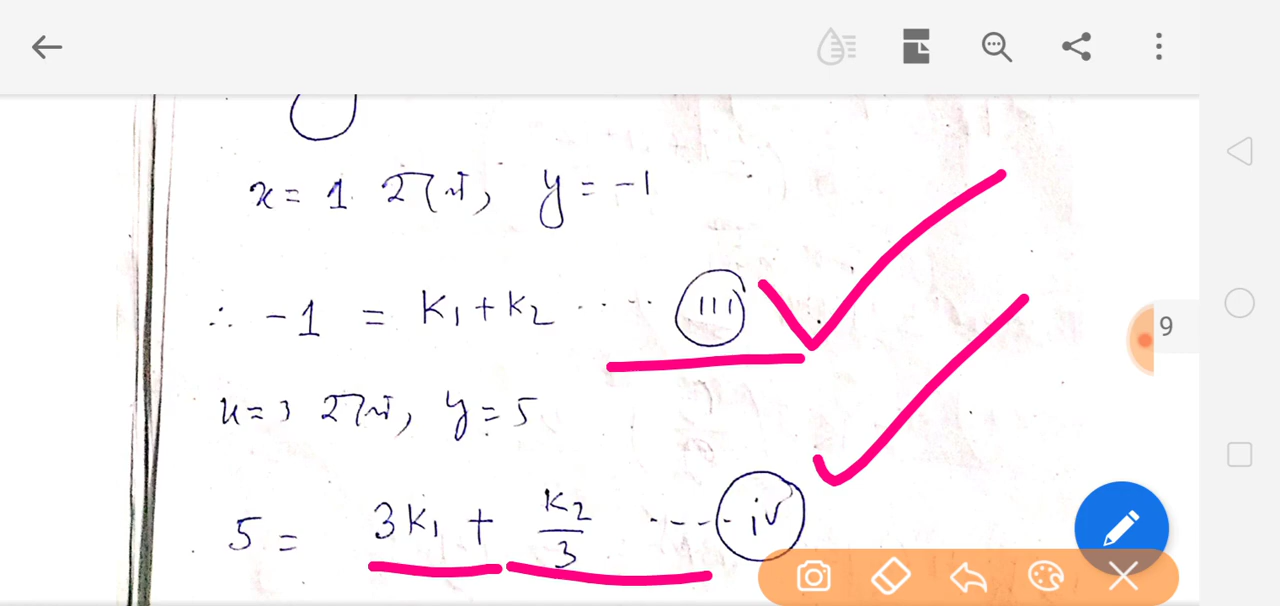 x = 1 হলে, y = -1
∴ -1 = K₁ + K₂ .... (iii)
x = 3 হলে, y = 5
5 = 3K₁ + K₂/3 ---- (iv)
9